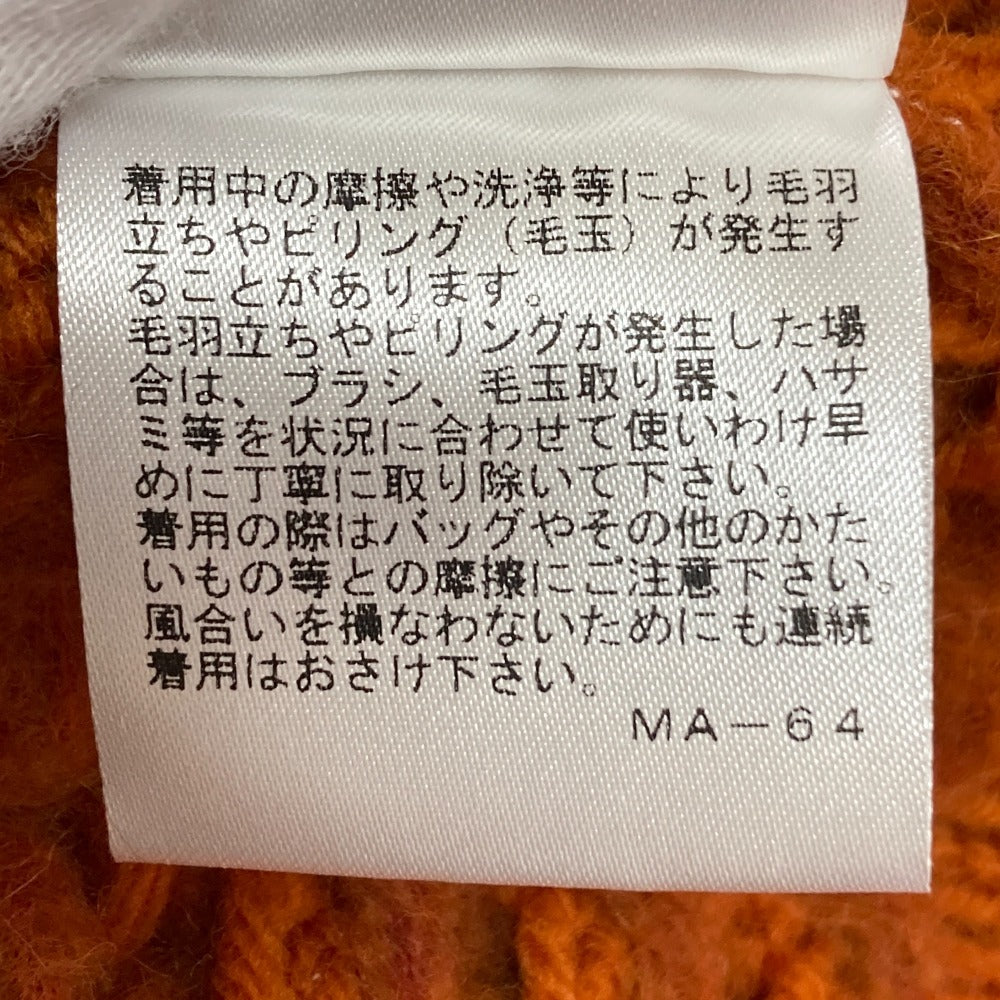 着用中の摩擦や洗浄等により毛羽
立ちやピリング（毛玉）が発生す
ることがあります。
毛羽立ちやピリングが発生した場
合は、ブラシ、毛玉取り器、ハサ
ミ等を状況に合わせて使いわけ早
めに丁寧に取り除いて下さい。
着用の際はバッグやその他のかた
いもの等との摩擦にご注意下さい。
風合いを損なわないためにも連続
着用はおさけ下さい。
MA－64